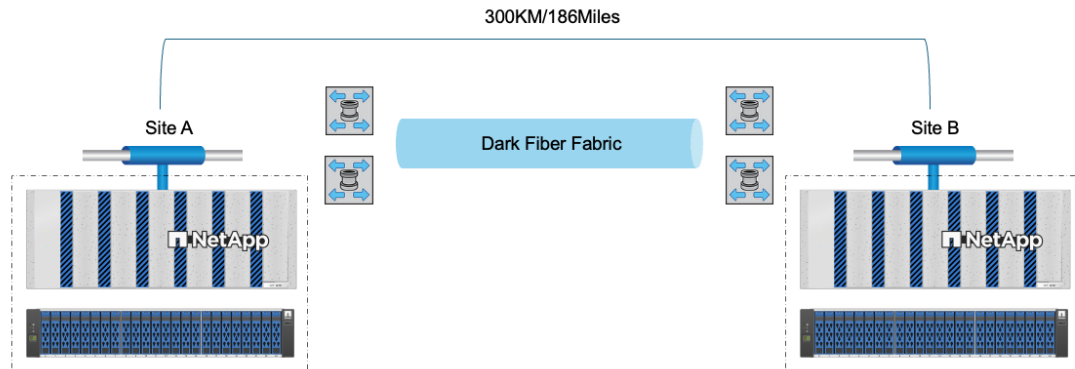 300KM/186Miles
Site A
Site B
Dark Fiber Fabric
NetApp
NetApp